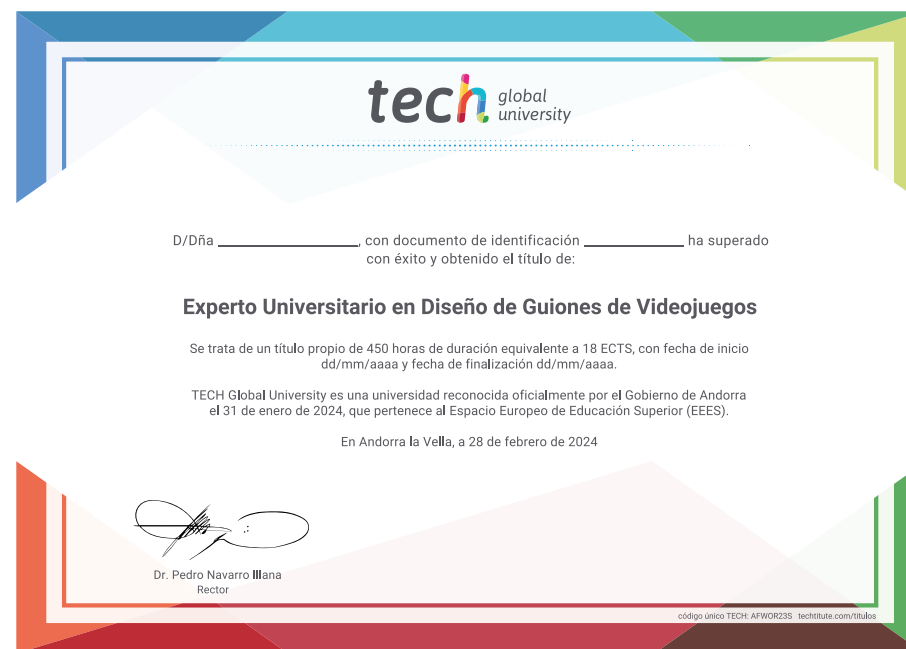 tech global university
D/Dña ______________, con documento de identificación __________ ha superado
con éxito y obtenido el título de:
Experto Universitario en Diseño de Guiones de Videojuegos
Se trata de un título propio de 450 horas de duración equivalente a 18 ECTS, con fecha de inicio
dd/mm/aaaa y fecha de finalización dd/mm/aaaa.
TECH Global University es una universidad reconocida oficialmente por el Gobierno de Andorra
el 31 de enero de 2024, que pertenece al Espacio Europeo de Educación Superior (EEES).
En Andorra la Vella, a 28 de febrero de 2024
Dr. Pedro Navarro Illana
Rector
código único TECH: AFWOR23S techtitute.com/titulos